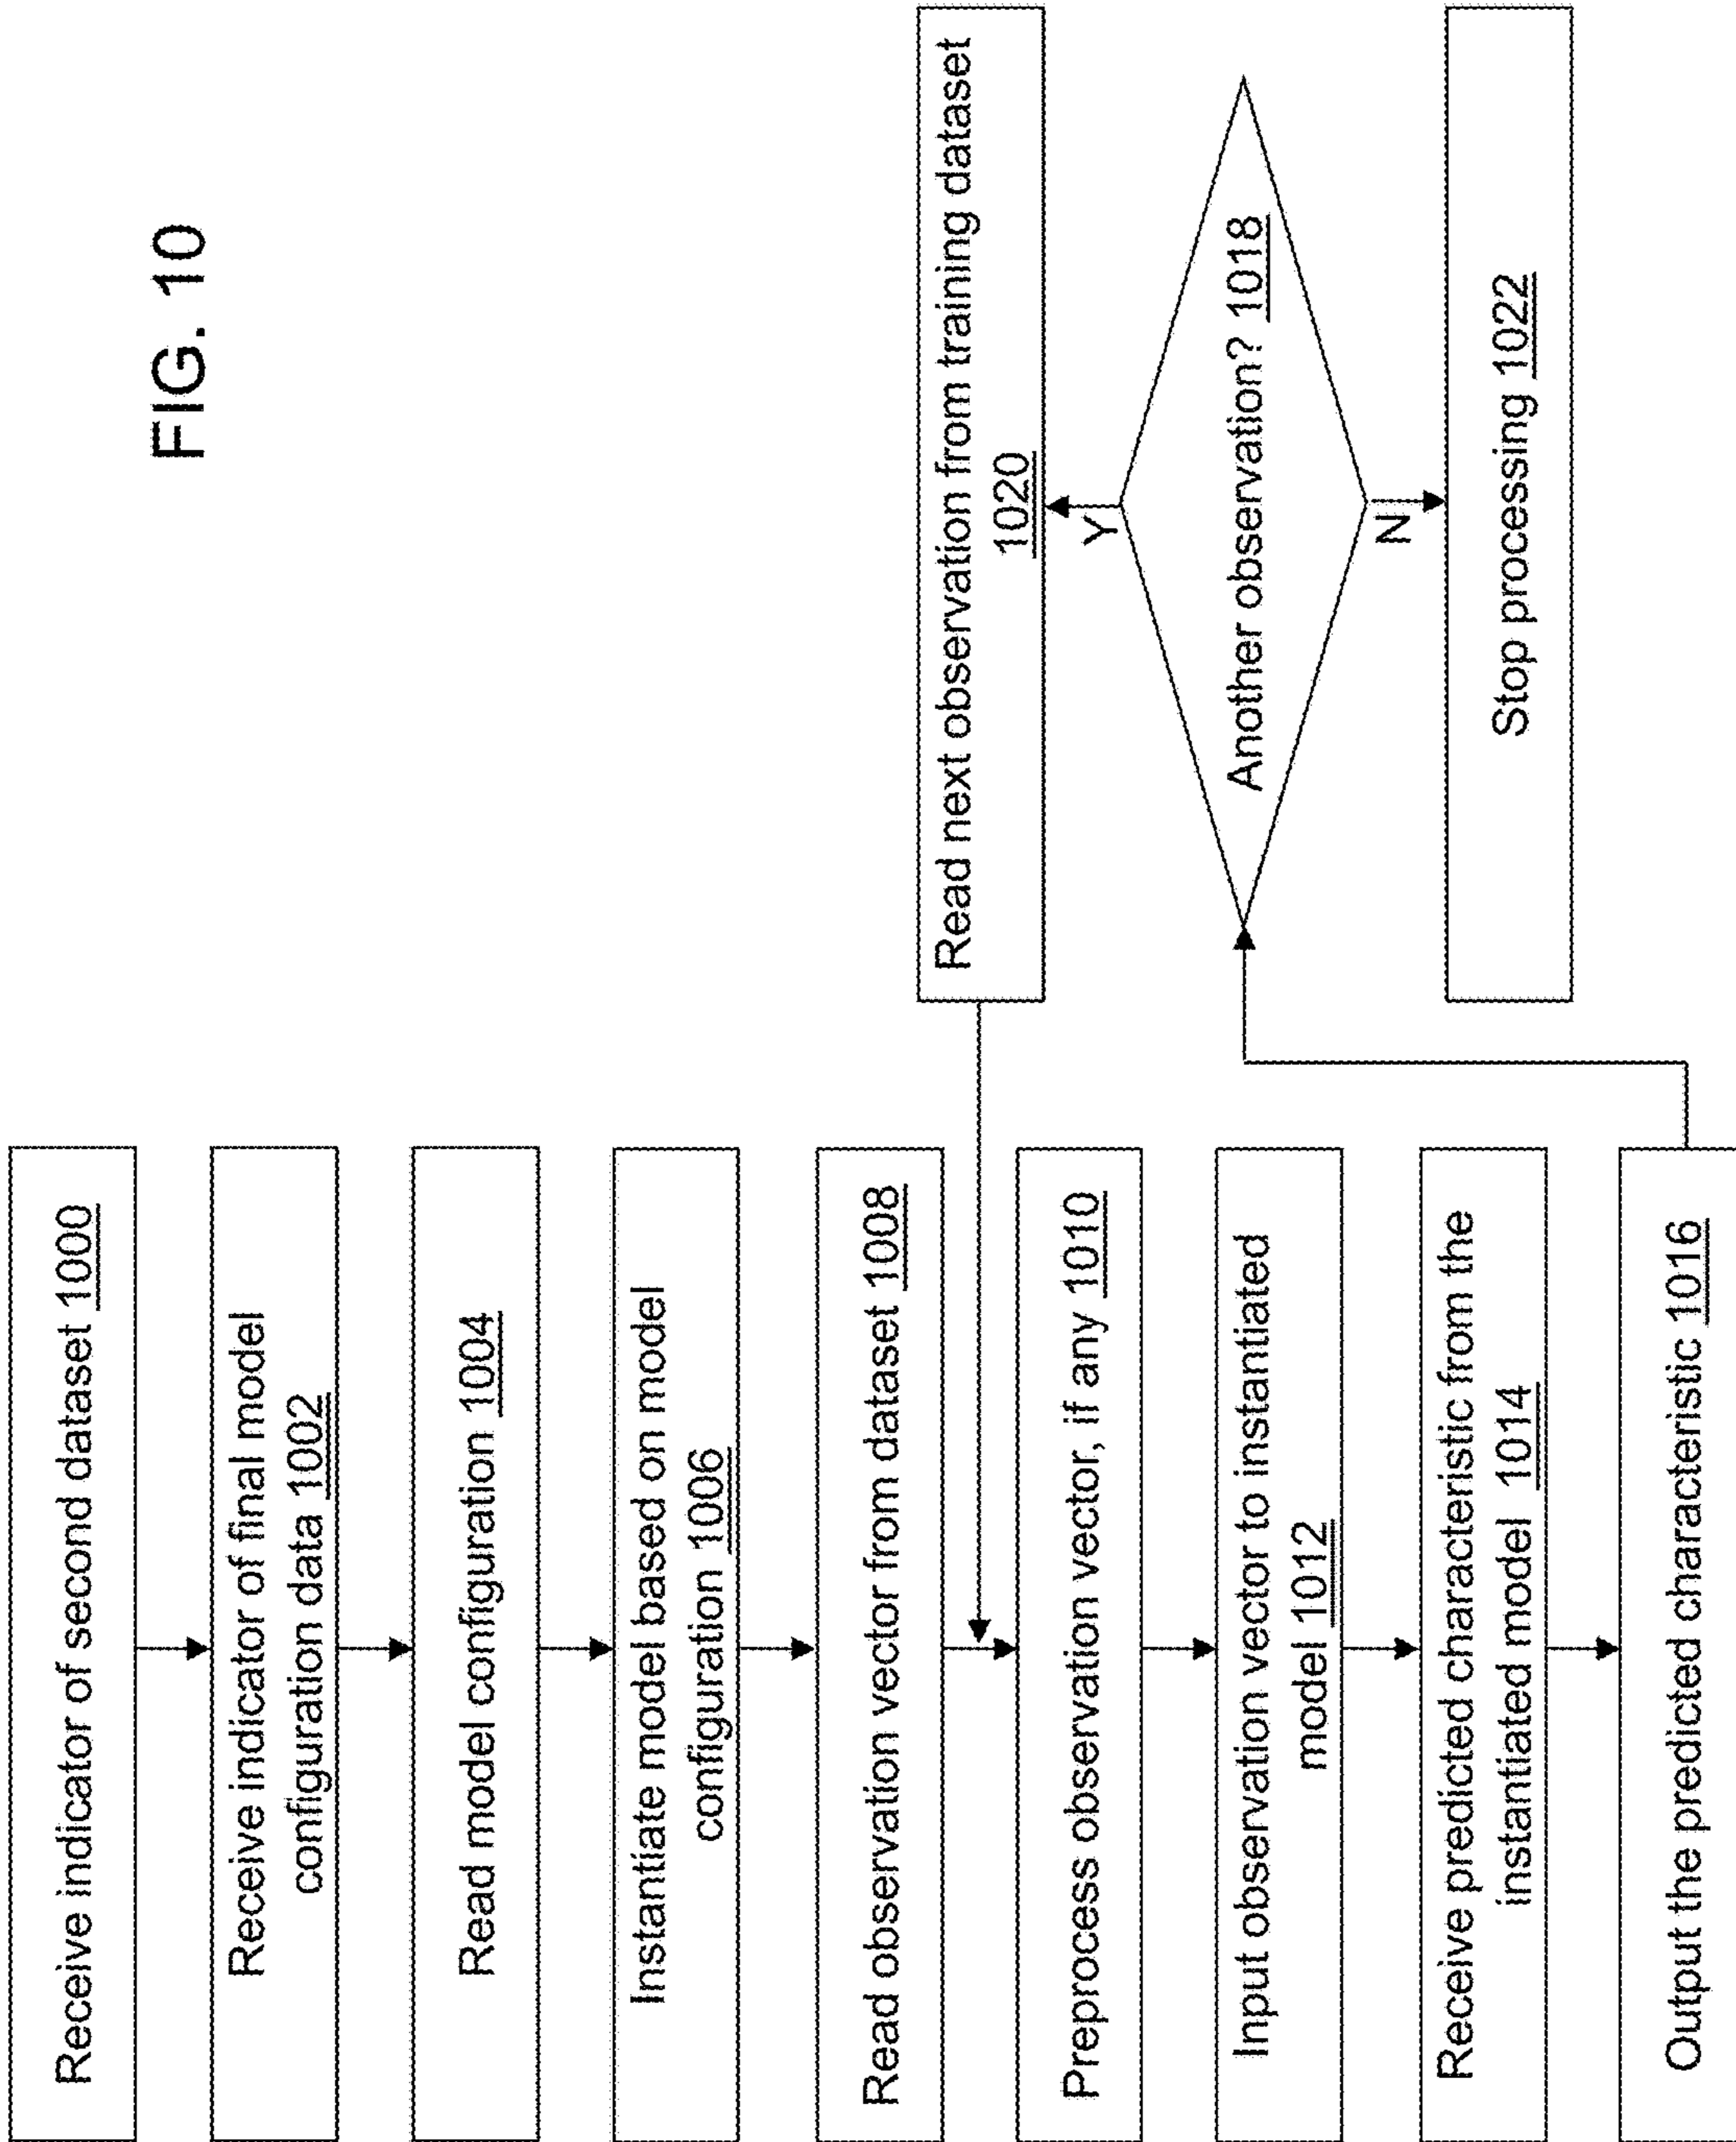 FIG. 10
Receive indicator of second dataset 1000
Receive indicator of final model
configuration data 1002
Read model configuration 1004
Instantiate model based on model
configuration 1006
Read observation vector from dataset 1008
Preprocess observation vector, if any 1010
Input observation vector to instantiated
model 1012
Receive predicted characteristic from the
instantiated model 1014
Output the predicted characteristic 1016
Read next observation from training dataset
1020
Y
Another observation? 1018
N
Stop processing 1022